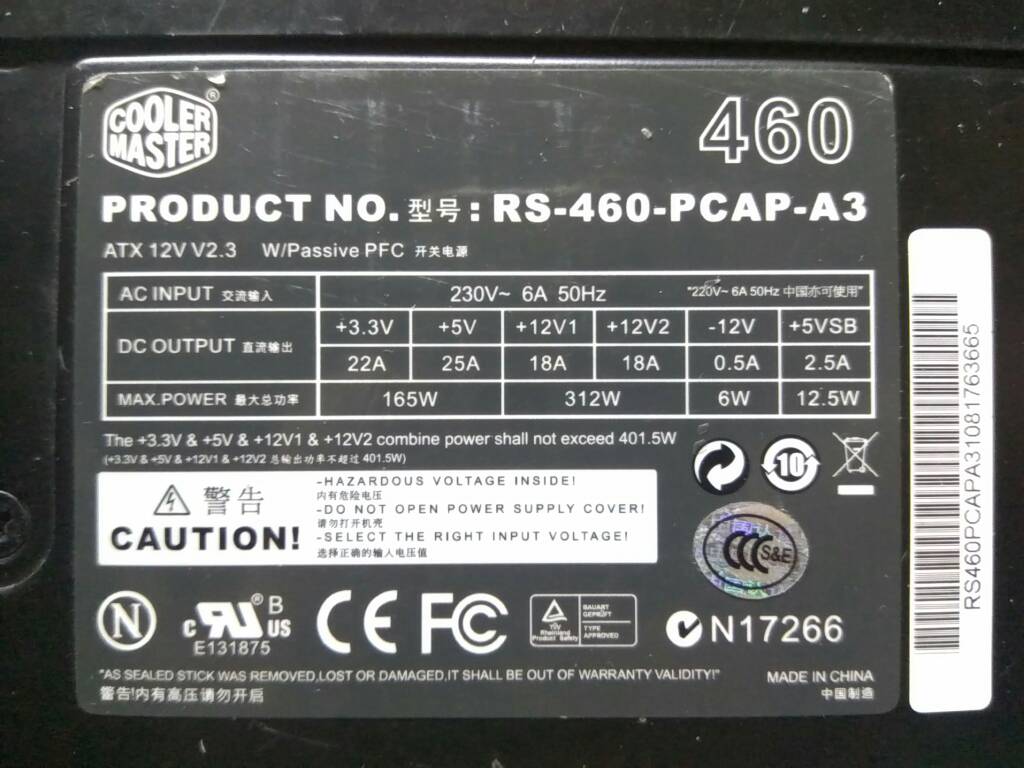 COOLER MASTER ®
460
PRODUCT NO. 型号: RS-460-PCAP-A3
ATX 12V V2.3 W/Passive PFC 开关电源
AC INPUT 交流输入 230V~ 6A 50Hz "220V~ 6A 50Hz 中国亦可使用"
DC OUTPUT 直流输出 +3.3V +5V +12V1 +12V2 -12V +5VSB
22A 25A 18A 18A 0.5A 2.5A
MAX.POWER 最大总功率 165W 312W 6W 12.5W
The +3.3V & +5V & +12V1 & +12V2 combine power shall not exceed 401.5W
(+3.3V & +5V & +12V1 & +12V2 总输出功率不超过 401.5W)
10
警告
CAUTION!
-HAZARDOUS VOLTAGE INSIDE!
内有危险电压
-DO NOT OPEN POWER SUPPLY COVER!
请勿打开机壳
-SELECT THE RIGHT INPUT VOLTAGE!
选择正确的输入电压值
CCC S&E
N
c RU ® US B
E131875
CE FC
TÜV
Rheinland
Product Safety
BAUART
GEPRÜFT
TYPE
APPROVED
N17266
"AS SEALED STICK WAS REMOVED,LOST OR DAMAGED,IT SHALL BE OUT OF WARRANTY VALIDITY!"
警告!内有高压请勿开启
MADE IN CHINA
中国制造
RS460PCAPA31081763665